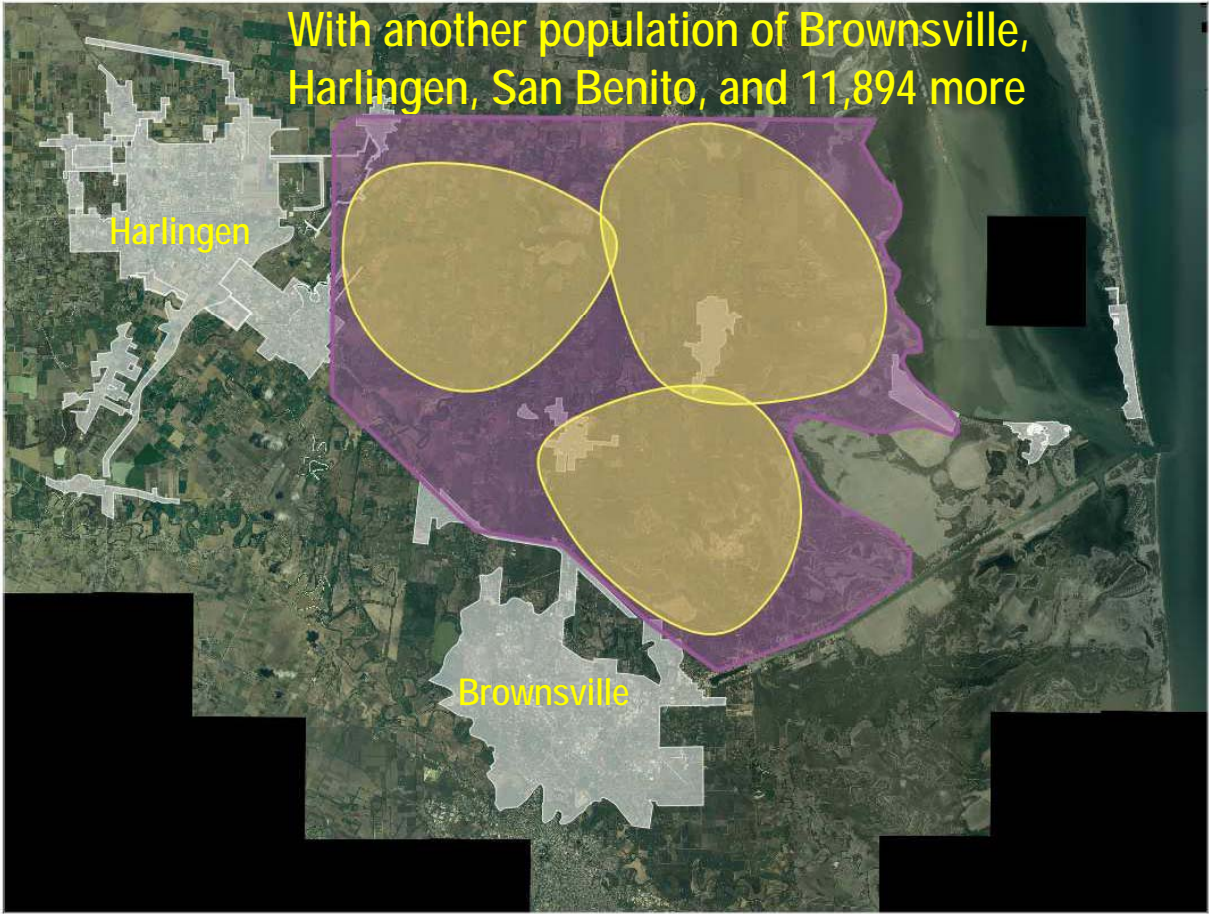 With another population of Brownsville,
Harlingen, San Benito, and 11,894 more
Harlingen
Brownsville